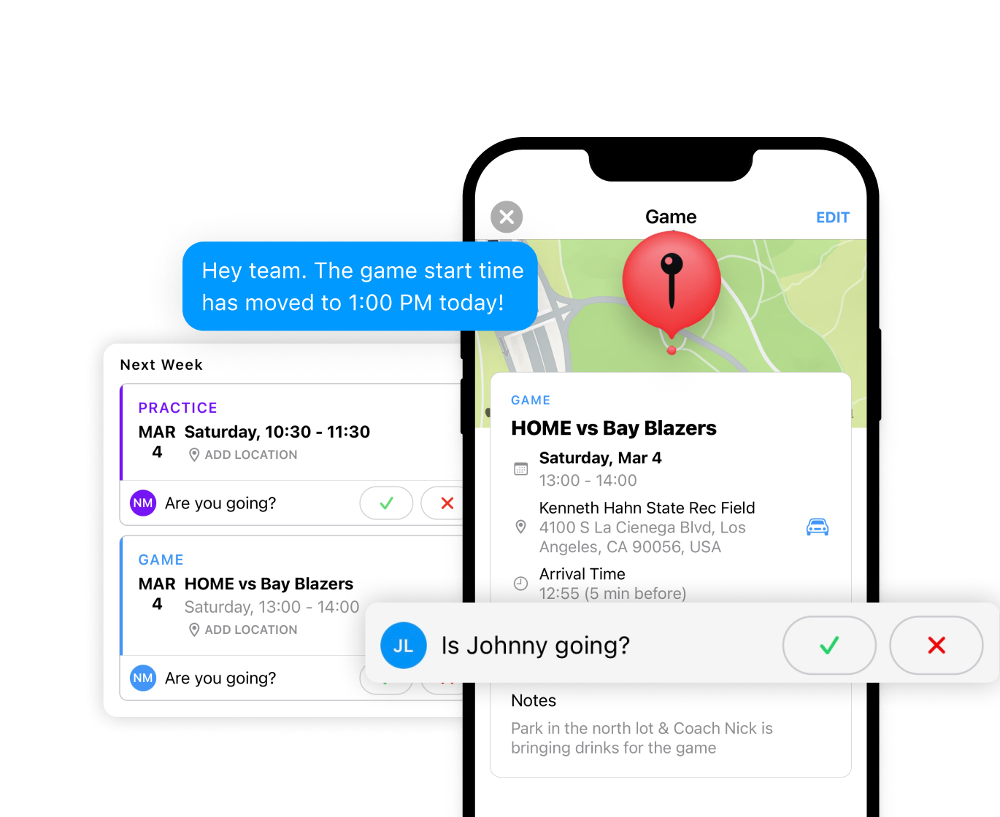 Game
EDIT
Hey team. The game start time
has moved to 1:00 PM today!
Next Week
PRACTICE
MAR Saturday, 10:30 - 11:30
4 ADD LOCATION
NM Are you going?
GAME
MAR HOME vs Bay Blazers
4 Saturday, 13:00 - 14:00
ADD LOCATION
NM Are you going?
GAME
HOME vs Bay Blazers
Saturday, Mar 4
13:00 - 14:00
Kenneth Hahn State Rec Field
4100 S La Cienega Blvd, Los
Angeles, CA 90056, USA
Arrival Time
12:55 (5 min before)
JL Is Johnny going?
Notes
Park in the north lot & Coach Nick is
bringing drinks for the game